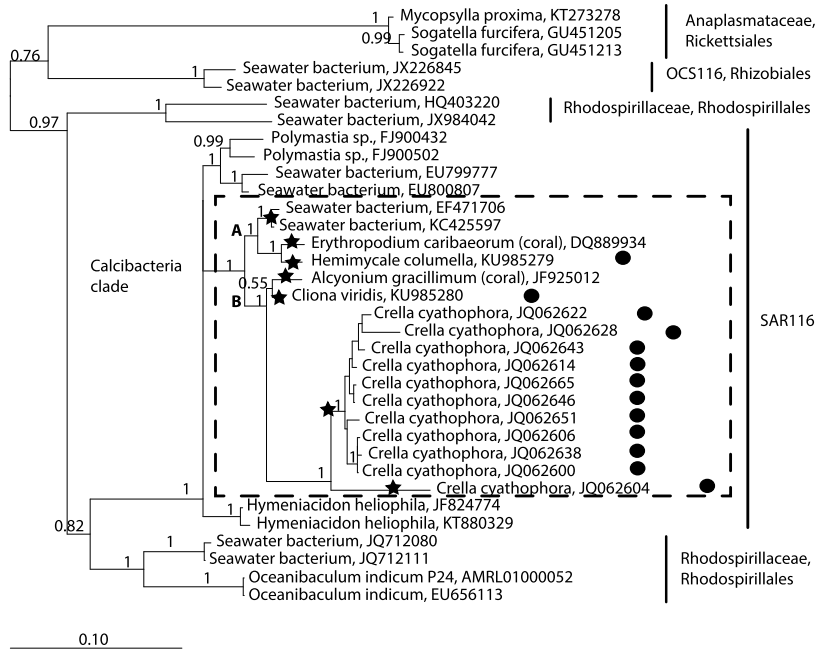 1
Mycopsylla proxima, KT273278
0.99
Sogatella furcifera, GU451205
Sogatella furcifera, GU451213
Anaplasmataceae,
Rickettsiales
0.76
1
Seawater bacterium, JX226845
Seawater bacterium, JX226922
OCS116, Rhizobiales
0.97
1
Seawater bacterium, HQ403220
Seawater bacterium, JX984042
Rhodospirillaceae, Rhodospirillales
0.99
Polymastia sp., FJ900432
Polymastia sp., FJ900502
1
1
Seawater bacterium, EU799777
Seawater bacterium, EU800807
1
Seawater bacterium, EF471706
Seawater bacterium, KC425597
A
1
1
Erythropodium caribaeorum (coral), DQ889934
Hemimycale columella, KU985279
Calcibacteria
clade
1
0.55
Alcyonium gracillimum (coral), JF925012
B
1
Cliona viridis, KU985280
Crella cyathophora, JQ062622
Crella cyathophora, JQ062628
SAR116
Crella cyathophora, JQ062643
Crella cyathophora, JQ062614
Crella cyathophora, JQ062665
Crella cyathophora, JQ062646
1
Crella cyathophora, JQ062651
Crella cyathophora, JQ062606
1
Crella cyathophora, JQ062638
Crella cyathophora, JQ062600
1
Crella cyathophora, JQ062604
1
Hymeniacidon heliophila, JF824774
1
Hymeniacidon heliophila, KT880329
0.82
1
Seawater bacterium, JQ712080
Seawater bacterium, JQ712111
1
1
Oceanibaculum indicum P24, AMRL01000052
Oceanibaculum indicum, EU656113
Rhodospirillaceae,
Rhodospirillales
0.10